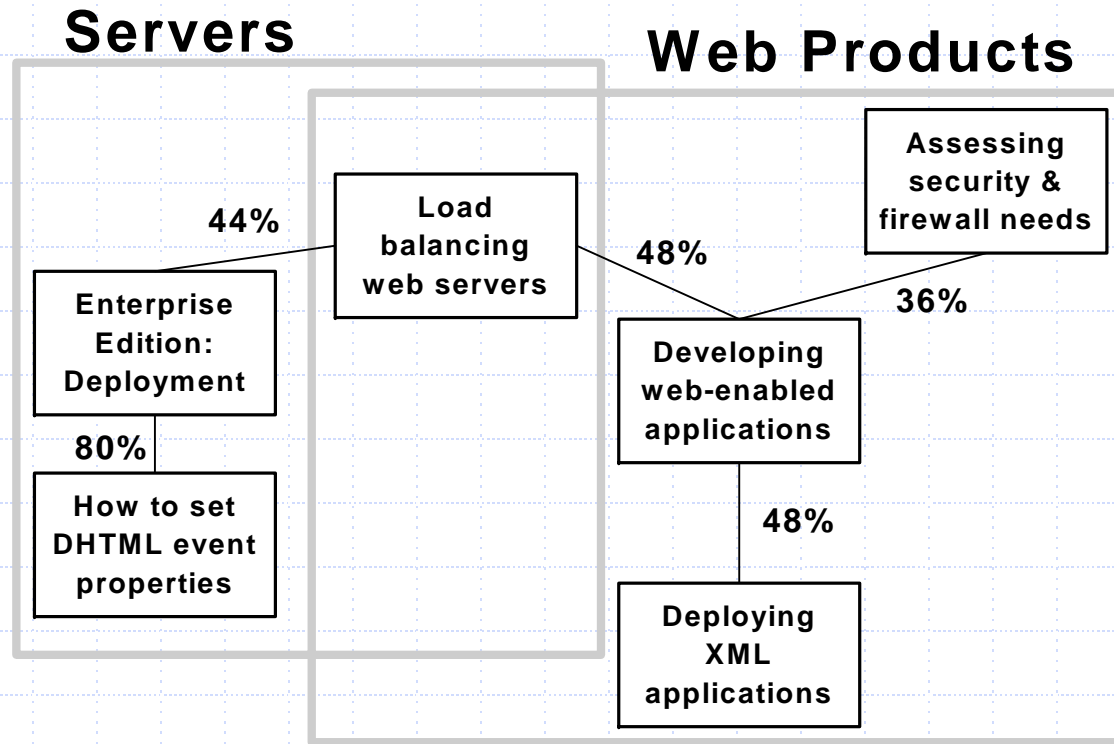 Servers
Web Products
Assessing
security &
firewall needs
Load
balancing
web servers
44%
48%
36%
Enterprise
Edition:
Deployment
Developing
web-enabled
applications
80%
48%
How to set
DHTML event
properties
Deploying
XML
applications